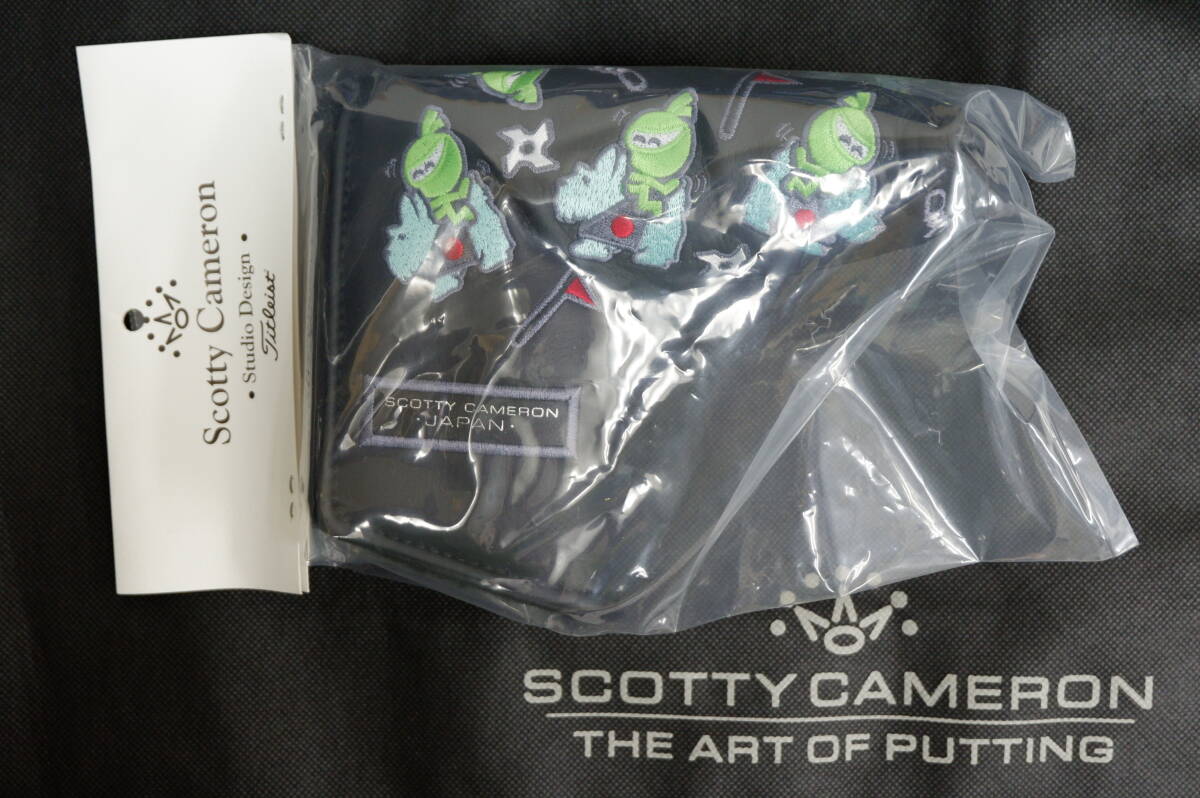 Scotty Cameron
• Studio Design •
Titleist
SCOTTY CAMERON
·JAPAN·
SCOTTY CAMERON
THE ART OF PUTTING